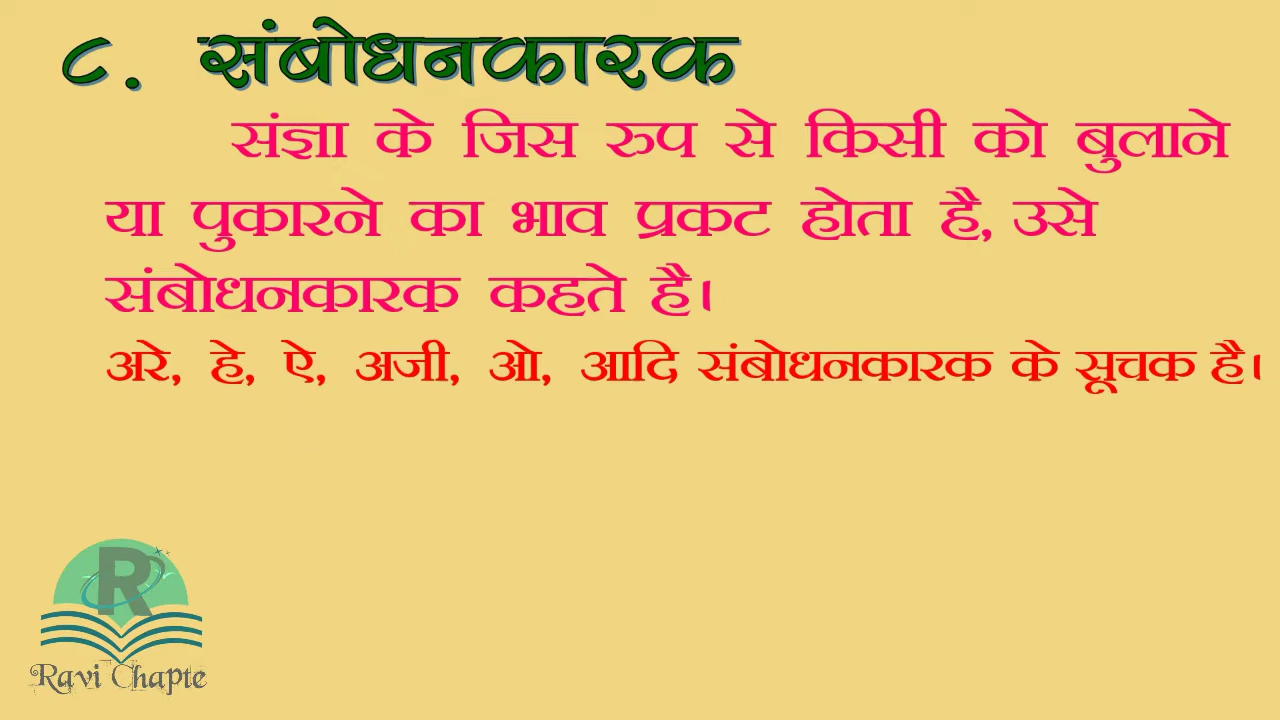 ८. संबोधनकारक
संज्ञा के जिस रुप से किसी को बुलाने
या पुकारने का भाव प्रकट होता है, उसे
संबोधनकारक कहते है।
अरे, हे, ऐ, अजी, ओ, आदि संबोधनकारक के सूचक है।
R
Ravi Chapte